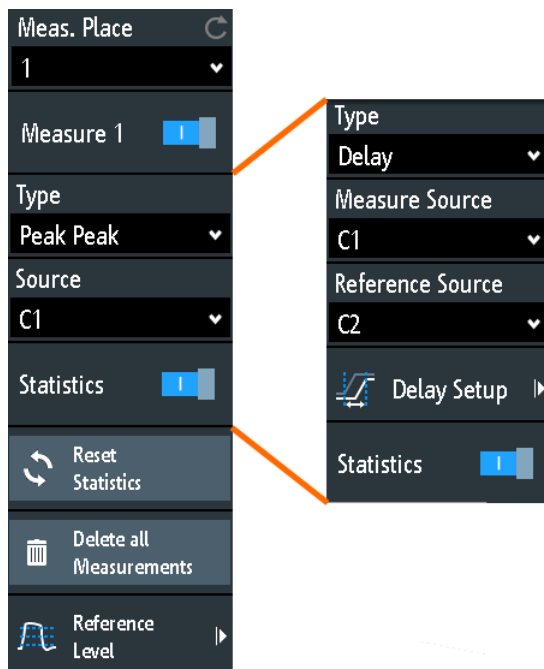 Meas. Place
1
Measure 1
Type
Peak Peak
Source
C1
Statistics
Reset
Statistics
Delete all
Measurements
Reference
Level
Type
Delay
Measure Source
C1
Reference Source
C2
Delay Setup
Statistics